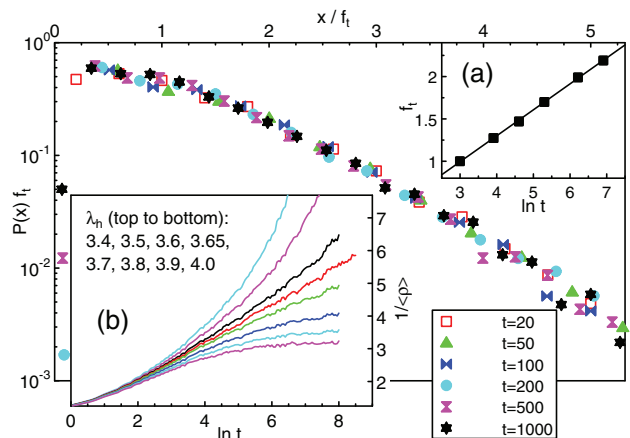 x / f_t
0 1 2 3 4 5
10^0
10^-1
10^-2
10^-3
P(x) f_t
(a)
f_t
2
1.5
1
3 4 5 6 7
ln t
λ_h (top to bottom):
3.4, 3.5, 3.6, 3.65,
3.7, 3.8, 3.9, 4.0
(b)
7
6
5
4
3
2
1/<ρ>
0 2 4 6 8
ln t
t=20
t=50
t=100
t=200
t=500
t=1000